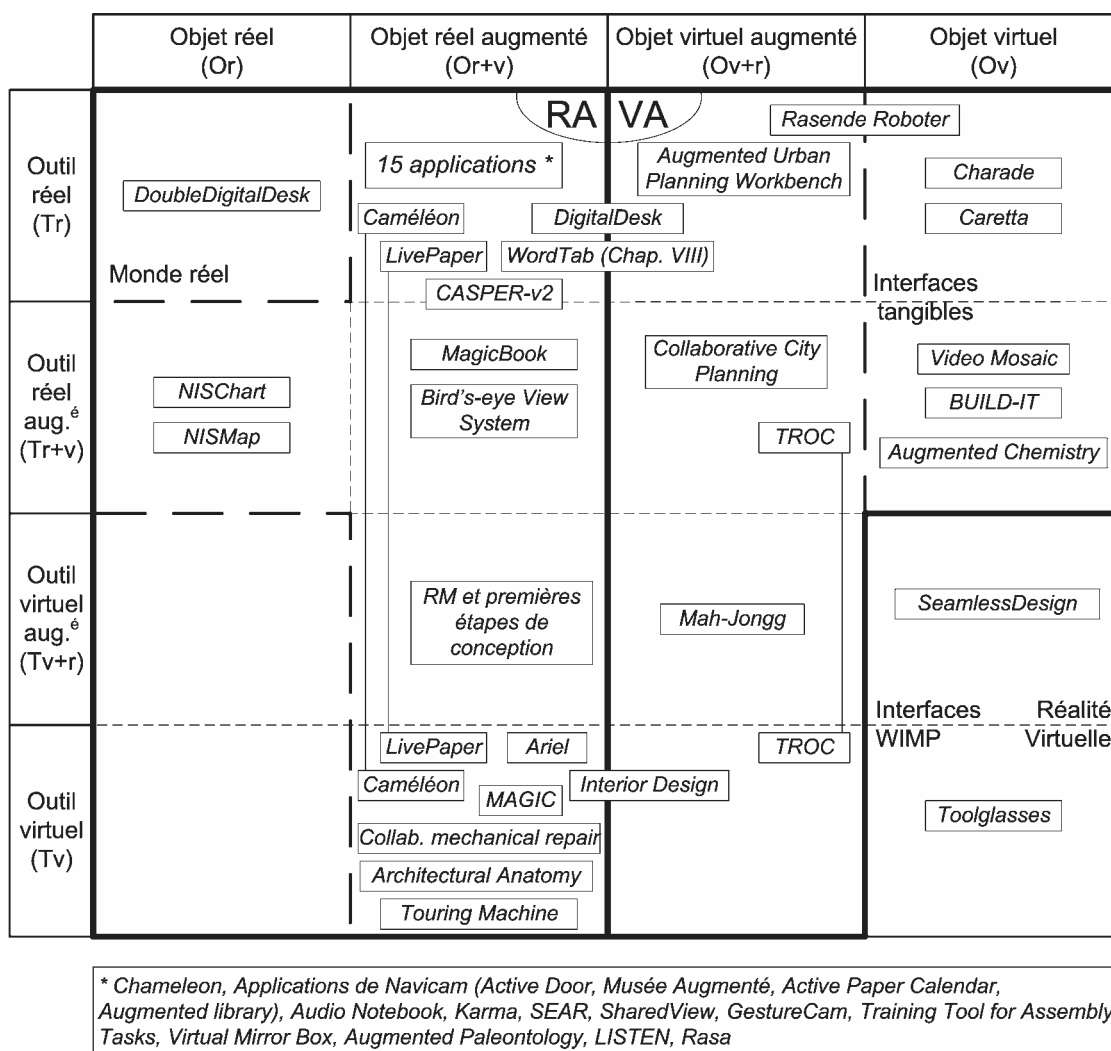 Objet réel
(Or)
Objet réel augmenté
(Or+v)
Objet virtuel augmenté
(Ov+r)
Objet virtuel
(Ov)
Outil
réel
(Tr)
RA VA
DoubleDigitalDesk
Monde réel
15 applications *
Caméléon
LivePaper
CASPER-v2
DigitalDesk
WordTab (Chap. VIII)
Augmented Urban
Planning Workbench
Rasende Roboter
Charade
Caretta
Interfaces
tangibles
Outil
réel
aug.é
(Tr+v)
NISChart
NISMap
MagicBook
Bird's-eye View
System
Collaborative City
Planning
TROC
Video Mosaic
BUILD-IT
Augmented Chemistry
Outil
virtuel
aug.é
(Tv+r)
RM et premières
étapes de
conception
Mah-Jongg
SeamlessDesign
Interfaces Réalité
WIMP Virtuelle
Outil
virtuel
(Tv)
LivePaper
Ariel
Caméléon
MAGIC
Interior Design
Collab. mechanical repair
Architectural Anatomy
Touring Machine
TROC
Toolglasses
* Chameleon, Applications de Navicam (Active Door, Musée Augmenté, Active Paper Calendar,
Augmented library), Audio Notebook, Karma, SEAR, SharedView, GestureCam, Training Tool for Assembly
Tasks, Virtual Mirror Box, Augmented Paleontology, LISTEN, Rasa